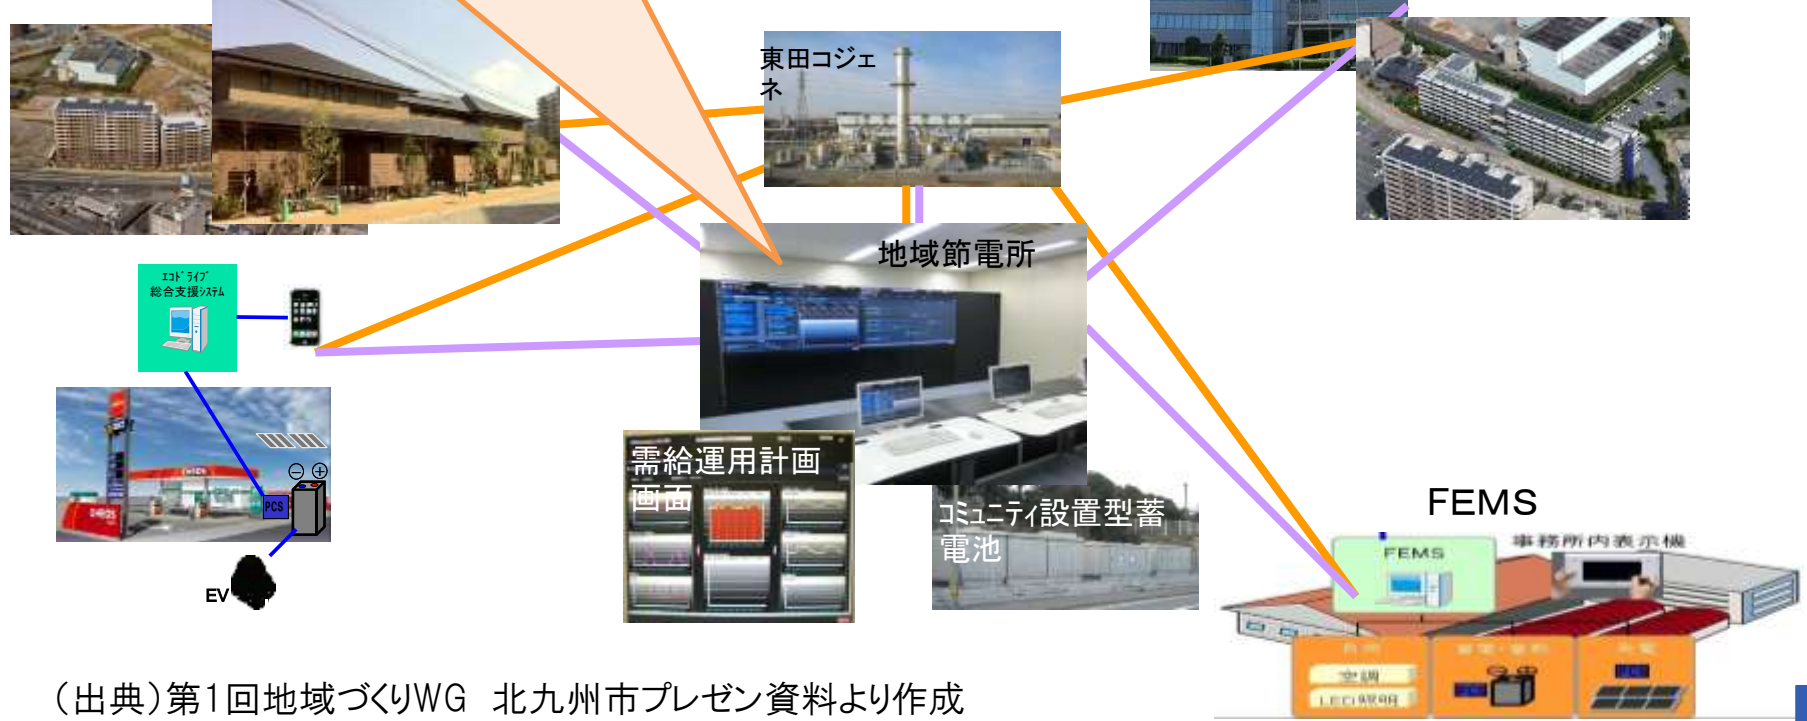 東田コジェ
ネ
地域節電所
ｴｺﾄﾞﾗｲﾌﾞ
総合支援ｼｽﾃﾑ
PCS
EV
需給運用計画
画面
ｺﾐｭﾆﾃｨ設置型蓄
電池
FEMS
FEMS
事務所内表示機
空調
LED照明
（出典）第1回地域づくりWG 北九州市プレゼン資料より作成